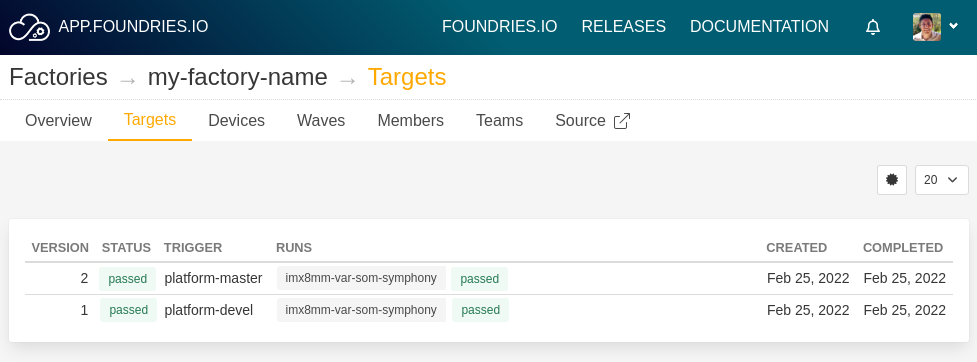 APP.FOUNDRIES.IO FOUNDRIES.IO RELEASES DOCUMENTATION
Factories → my-factory-name → Targets
Overview Targets Devices Waves Members Teams Source
20
VERSION STATUS TRIGGER RUNS CREATED COMPLETED
2 passed platform-master imx8mm-var-som-symphony passed Feb 25, 2022 Feb 25, 2022
1 passed platform-devel imx8mm-var-som-symphony passed Feb 25, 2022 Feb 25, 2022